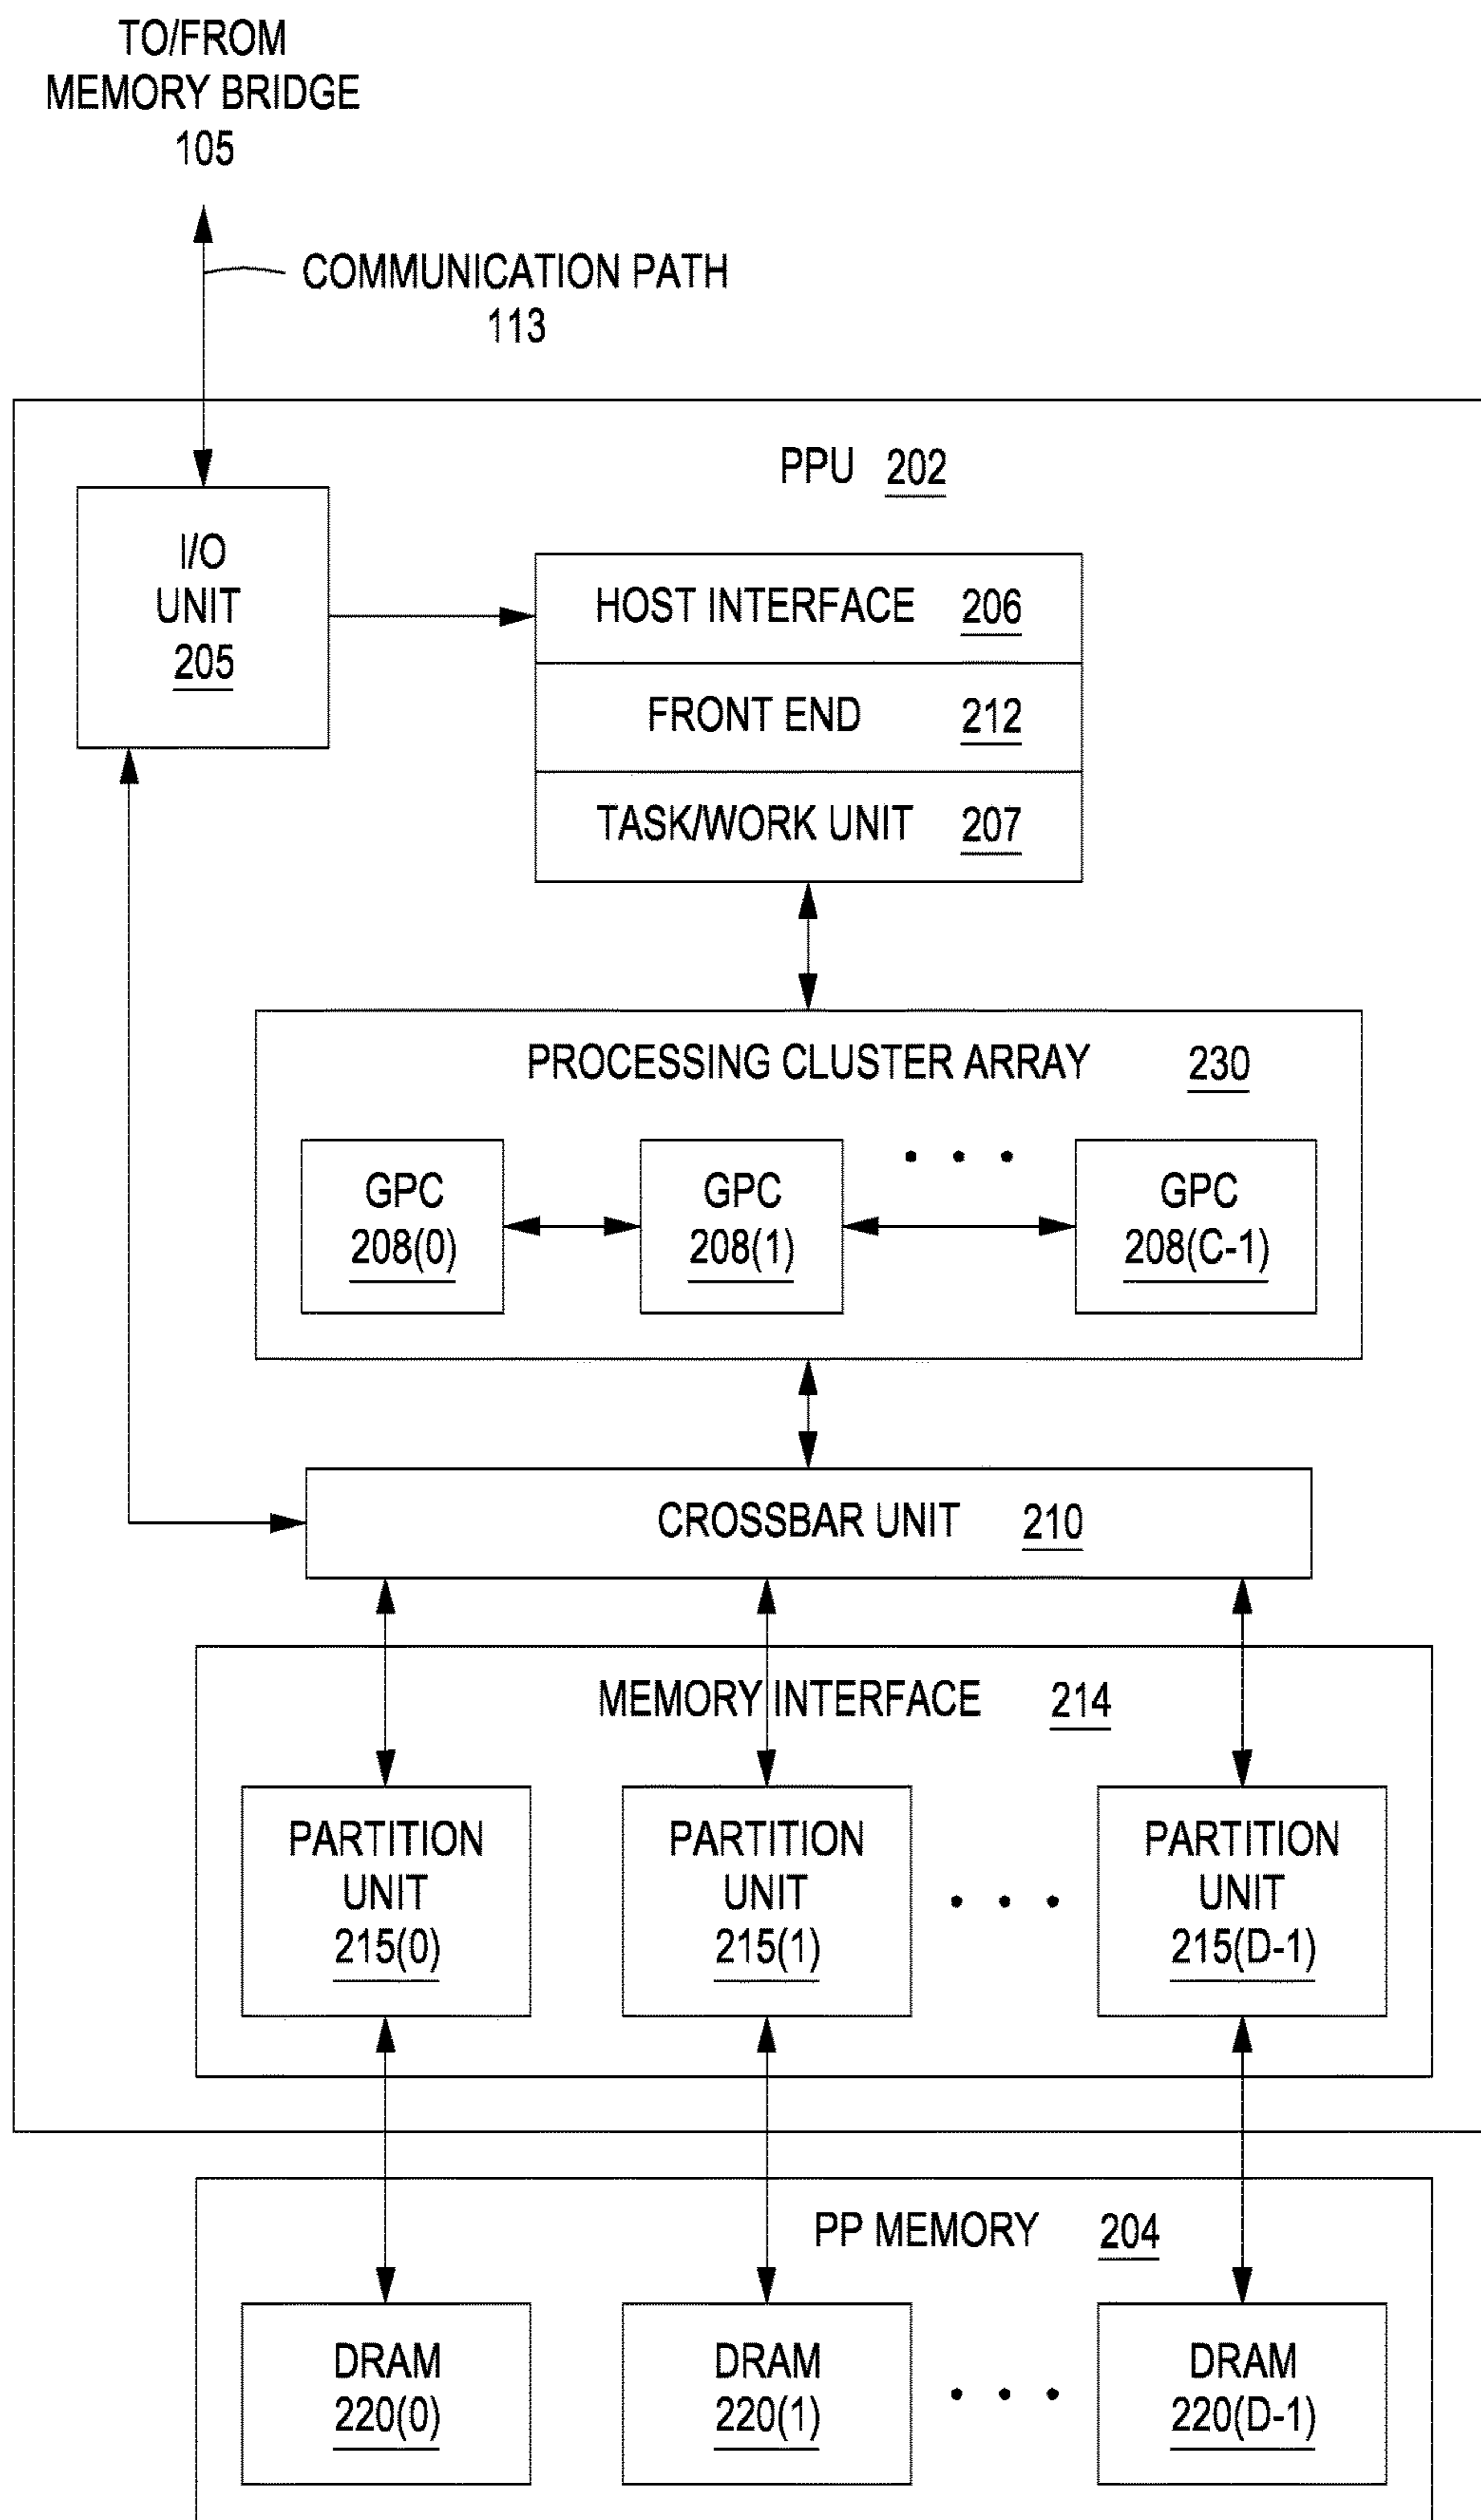 TO/FROM
MEMORY BRIDGE
105
COMMUNICATION PATH
113
PPU 202
I/O
UNIT
205
HOST INTERFACE 206
FRONT END 212
TASK/WORK UNIT 207
PROCESSING CLUSTER ARRAY 230
GPC
208(0)
GPC
208(1)
• • •
GPC
208(C-1)
CROSSBAR UNIT 210
MEMORY INTERFACE 214
PARTITION
UNIT
215(0)
PARTITION
UNIT
215(1)
• • •
PARTITION
UNIT
215(D-1)
PP MEMORY 204
DRAM
220(0)
DRAM
220(1)
• • •
DRAM
220(D-1)